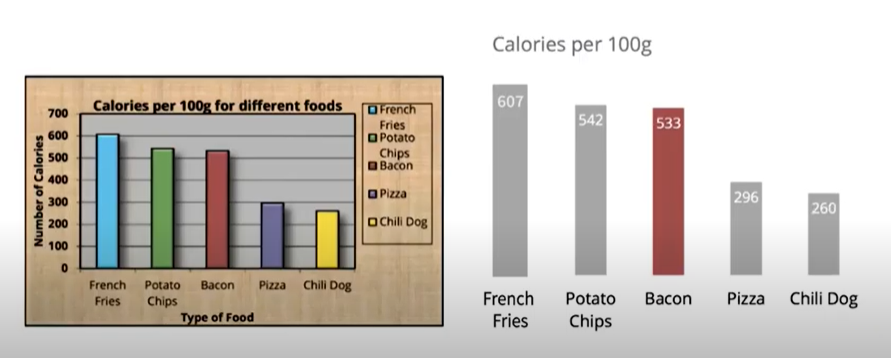 Calories per 100g for different foods
Number of Calories
700
600
500
400
300
200
100
0
French
Fries
Potato
Chips
Bacon
Pizza
Chili Dog
Type of Food
French
Fries
Potato
Chips
Bacon
Pizza
Chili Dog
Calories per 100g
607
542
533
296
260
French
Fries
Potato
Chips
Bacon
Pizza
Chili Dog